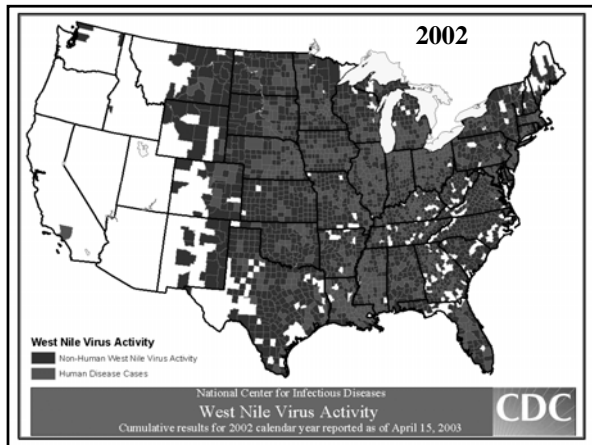 2002
West Nile Virus Activity
Non-Human West Nile Virus Activity
Human Disease Cases
National Center for Infectious Diseases
West Nile Virus Activity
Cumulative results for 2002 calendar year reported as of April 15, 2003
CDC